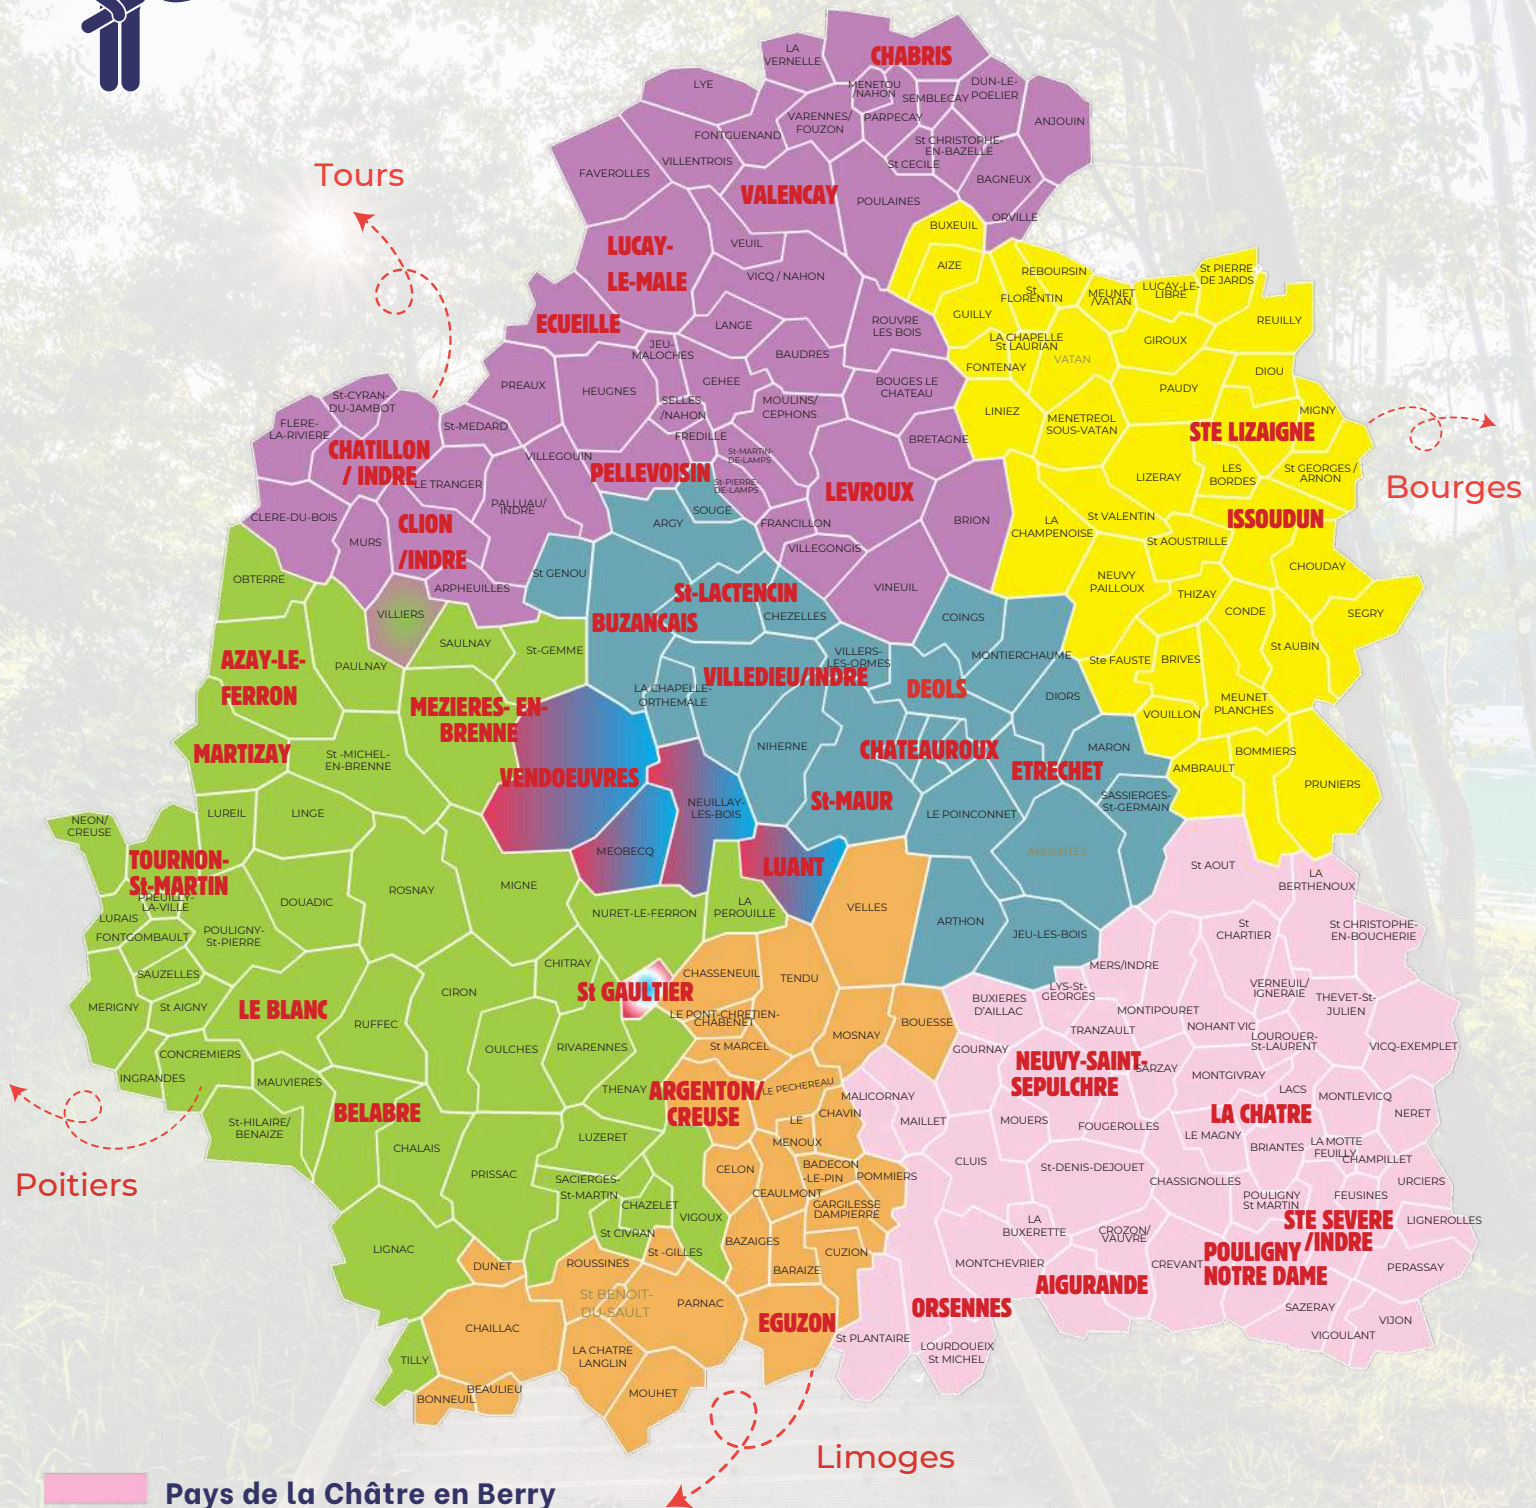 CHABRIS
LA
VERNELLE
LYE
MENETOU
/NAHON
SEMBLECAY
DUN-LE-
POELIER
ANJOUIN
VARENNES/
FOUZON
PARPECAY
FONTGUENAND
St CHRISTOPHE-
EN-BAZELLE
VILLENTROIS
St CECILE
FAVEROLLES
BAGNEUX
VALENCAY
POULAINES
ORVILLE
Tours
BUXEUIL
LUCAY-
LE-MALE
VEUIL
VICQ / NAHON
AIZE
REBOURSIN
St
FLORENTIN
MEUNET
/VATAN
LUCAY-LE-
LIBRE
St PIERRE
DE JARDS
ECUEILLE
LANGE
ROUVRE
LES BOIS
GUILLY
REUILLY
JEU-
MALOCHES
BAUDRES
LA CHAPELLE
St LAURIAN
GIROUX
VATAN
FONTENAY
DIOU
PREAUX
HEUGNES
GEHEE
BOUGES LE
CHATEAU
PAUDY
St-CYRAN-
DU-JAMBOT
SELLES
/NAHON
MOULINS/
CEPHONS
LINIEZ
MENETREOL
SOUS-VATAN
MIGNY
FLERE-
LA-RIVIERE
St-MEDARD
FREDILLE
BRETAGNE
STE LIZAIGNE
CHATILLON
/ INDRE
VILLEGOUIN
St-MARTIN-
DE-LAMPS
PELLEVOISIN
LE TRANGER
St-PIERRE-
DE-LAMPS
LEVROUX
LIZERAY
LES
BORDES
St GEORGES /
ARNON
Bourges
PALLUAU/
INDRE
SOUGE
CLERE-DU-BOIS
CLION
/INDRE
ARGY
FRANCILLON
BRION
LA
CHAMPENOISE
St VALENTIN
ISSOUDUN
MURS
VILLEGONGIS
St AOUSTRILLE
OBTERRE
ARPHEUILLES
St GENOU
St-LACTENCIN
VINEUIL
NEUVY
PAILLOUX
CHOUDAY
THIZAY
VILLIERS
BUZANCAIS
CHEZELLES
COINGS
CONDE
SEGRY
SAULNAY
St-GEMME
VILLERS-
LES-ORMES
MONTIERCHAUME
Ste FAUSTE
BRIVES
St AUBIN
AZAY-LE-
FERRON
PAULNAY
VILLEDIEU/INDRE
DEOLS
LA CHAPELLE-
ORTHEMALE
DIORS
MEUNET
PLANCHES
MEZIERES- EN-
BRENNE
VOUILLON
MARTIZAY
St -MICHEL-
EN-BRENNE
NIHERNE
CHATEAUROUX
MARON
BOMMIERS
VENDOEUVRES
ETRECHET
AMBRAULT
PRUNIERS
NEUILLAY-
LES-BOIS
St-MAUR
SASSIERGES-
St-GERMAIN
LUREIL
LINGE
LE POINCONNET
NEON/
CREUSE
MEOBECQ
ARDENTES
TOURNON-
St-MARTIN
LUANT
St AOUT
LA
BERTHENOUX
PREUILLY-
LA-VILLE
ROSNAY
MIGNE
DOUADIC
LA
PEROUILLE
VELLES
LURAIS
NURET-LE-FERRON
ARTHON
FONTGOMBAULT
POULIGNY-
St-PIERRE
JEU-LES-BOIS
St
CHARTIER
St CHRISTOPHE-
EN-BOUCHERIE
SAUZELLES
CHITRAY
CHASSENEUIL
TENDU
MERS/INDRE
MERIGNY
St AIGNY
LE BLANC
CIRON
St GAULTIER
BUXIERES
D'AILLAC
LYS-St-
GEORGES
VERNEUIL/
IGNERAIE
THEVET-St-
JULIEN
LE PONT-CHRETIEN-
CHABENET
MONTIPOURET
RUFFEC
BOUESSE
TRANZAULT
NOHANT VIC
MOSNAY
LOUROUER-
St-LAURENT
CONCREMIERS
OULCHES
RIVARENNES
St MARCEL
GOURNAY
VICQ-EXEMPLET
NEUVY-SAINT-
SEPULCHRE
SARZAY
INGRANDES
MAUVIERES
THENAY
ARGENTON/
CREUSE
LE PECHEREAU
MONTGIVRAY
MALICORNAY
LACS
MONTLEVICQ
BELABRE
CHAVIN
LE
MENOUX
MAILLET
MOUERS
FOUGEROLLES
LA CHATRE
NERET
St-HILAIRE/
BENAIZE
LUZERET
LE MAGNY
BRIANTES
LA MOTTE
FEUILLY
CHALAIS
CHAMPILLET
Poitiers
PRISSAC
CELON
BADECON
-LE-PIN
CLUIS
St-DENIS-DEJOUET
SACIERGES-
St-MARTIN
POMMIERS
CHASSIGNOLLES
URCIERS
CEAULMONT
POULIGNY
St MARTIN
FEUSINES
CHAZELET
GARGILESSE
DAMPIERRE
VIGOUX
STE SEVERE
/INDRE
LIGNEROLLES
St CIVRAN
LA
BUXERETTE
CROZON/
VAUVRE
LIGNAC
St -GILLES
BAZAIGES
CUZION
POULIGNY
NOTRE DAME
DUNET
ROUSSINES
BARAIZE
MONTCHEVRIER
CREVANT
PERASSAY
AIGURANDE
St BENOIT-
DU-SAULT
PARNAC
ORSENNES
SAZERAY
CHAILLAC
EGUZON
VIJON
St PLANTAIRE
VIGOULANT
TILLY
LA CHATRE
LANGLIN
LOURDOUEIX
St MICHEL
BONNEUIL
BEAULIEU
MOUHET
Limoges
Pays de la Châtre en Berry